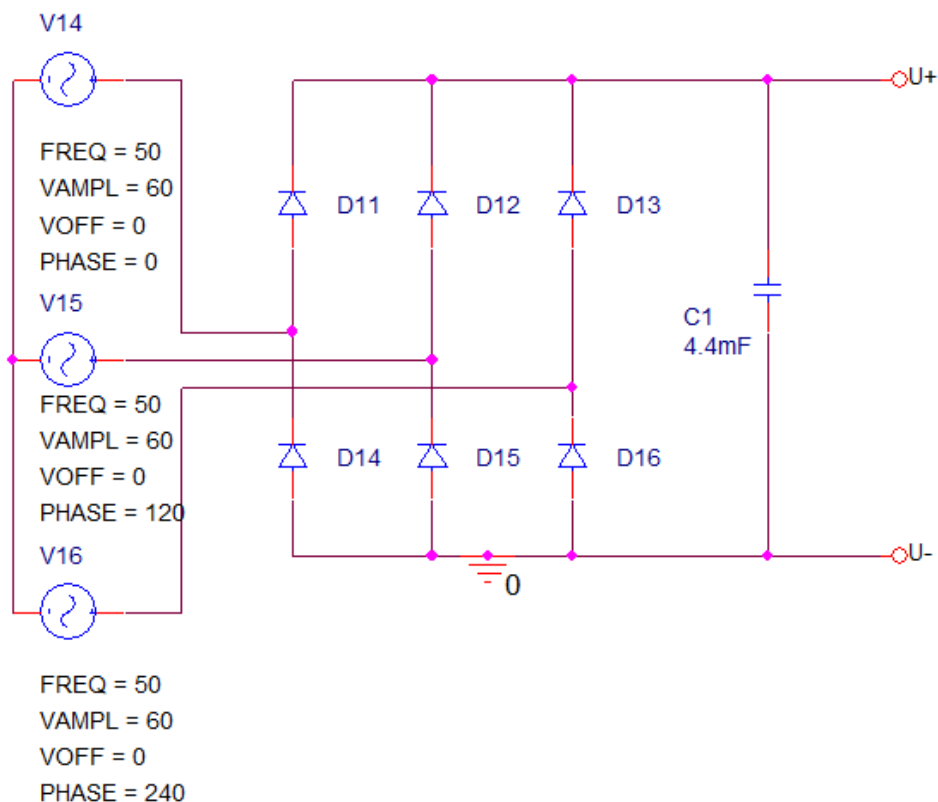 V14
U+
FREQ = 50
VAMPL = 60
VOFF = 0
PHASE = 0
D11
D12
D13
V15
C1
4.4mF
FREQ = 50
VAMPL = 60
VOFF = 0
PHASE = 120
D14
D15
D16
V16
U-
0
FREQ = 50
VAMPL = 60
VOFF = 0
PHASE = 240